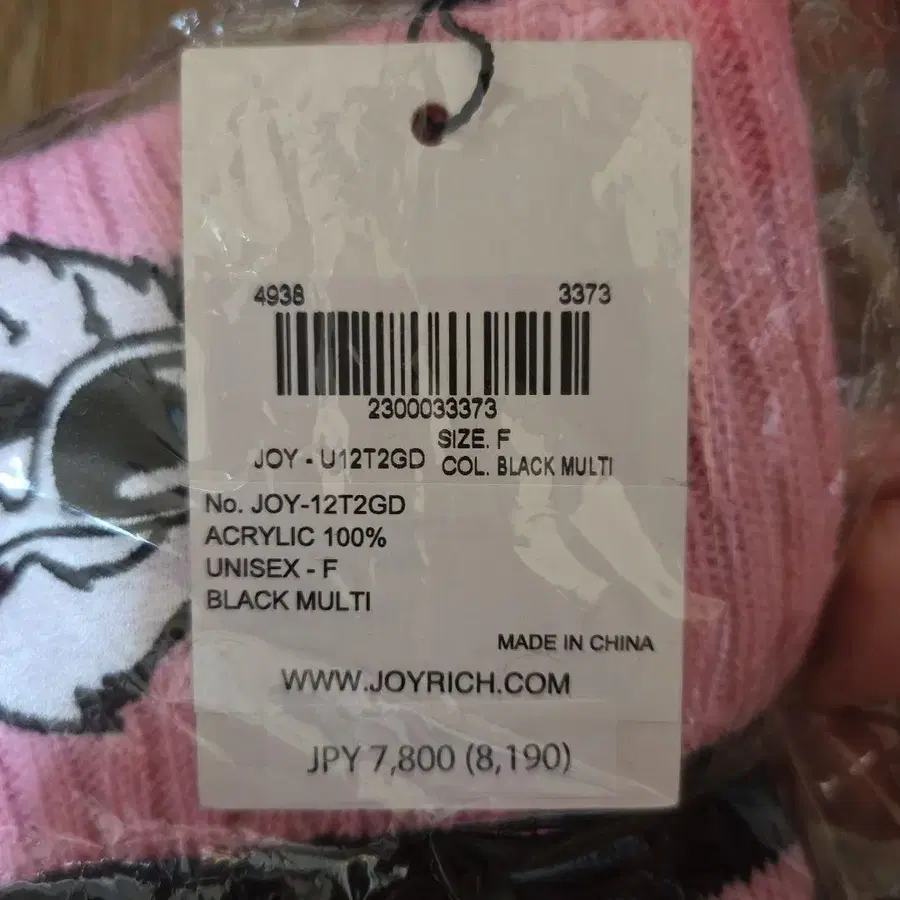 4938 3373
2300033373
SIZE. F
JOY - U12T2GD COL. BLACK MULTI
No. JOY-12T2GD
ACRYLIC 100%
UNISEX - F
BLACK MULTI
MADE IN CHINA
WWW.JOYRICH.COM
JPY 7,800 (8,190)